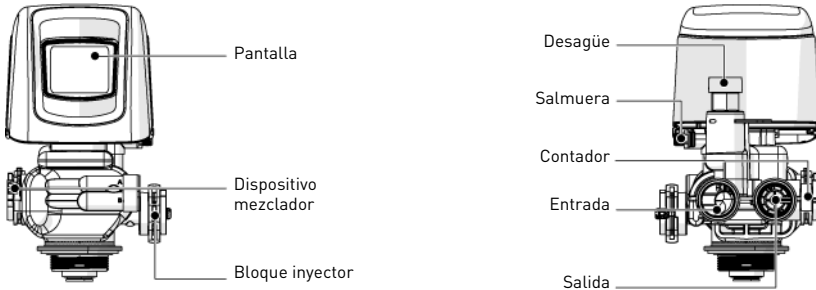 Pantalla
Dispositivo
mezclador
Bloque inyector
Desagüe
Salmuera
Contador
Entrada
Salida